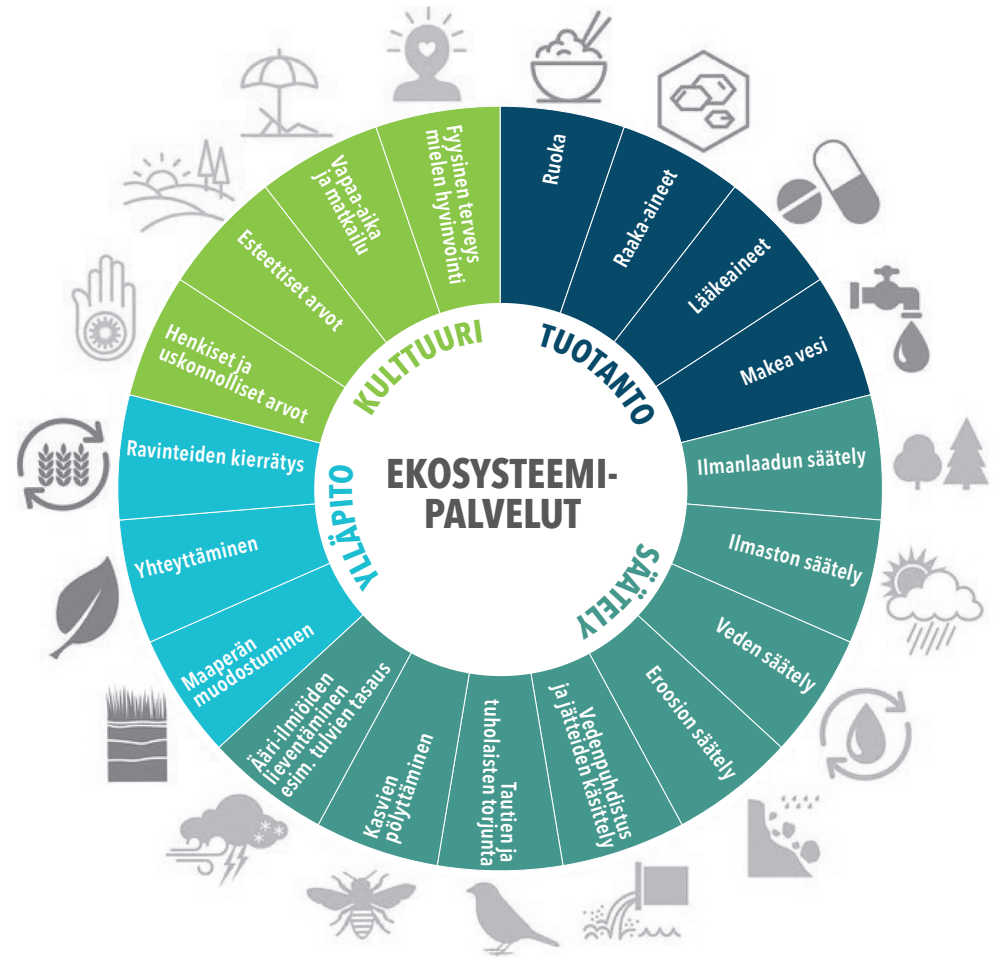 EKOSYSTEEMI-
PALVELUT
TUOTANTO
Ruoka
Raaka-aineet
Lääkeaineet
Makea vesi
SÄÄTELY
Ilmanlaadun säätely
Ilmaston säätely
Veden säätely
Eroosion säätely
Vedenpuhdistus
ja jätteiden käsittely
Tautien ja
tuholaisten torjunta
Kasvien
pölyttäminen
Ääri-ilmiöiden
lieventäminen
esim. tulvien tasaus
YLLÄPITO
Maaperän
muodostuminen
Yhteyttäminen
Ravinteiden kierrätys
KULTTUURI
Henkiset ja
uskonnolliset arvot
Esteettiset arvot
Vapaa-aika
ja matkailu
Fyysinen terveys
mielen hyvinvointi